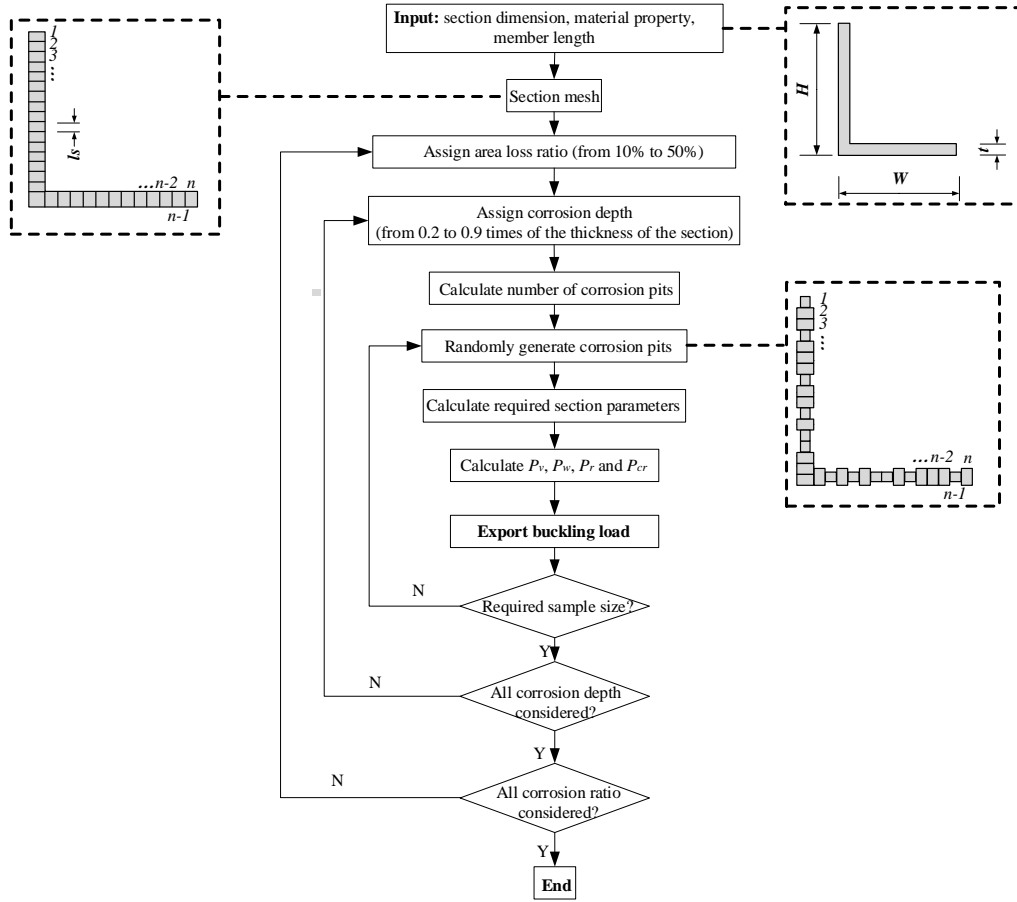 Input: section dimension, material property,
member length
Section mesh
Assign area loss ratio (from 10% to 50%)
Assign corrosion depth
(from 0.2 to 0.9 times of the thickness of the section)
Calculate number of corrosion pits
Randomly generate corrosion pits
Calculate required section parameters
Calculate Pv, Pw, Pr and Pcr
Export buckling load
N
Required sample size?
Y
N
All corrosion depth
considered?
Y
N
All corrosion ratio
considered?
Y
End
1
2
3
...
ls
...n-2 n
n-1
H
W
t
1
2
3
...
...n-2 n
n-1